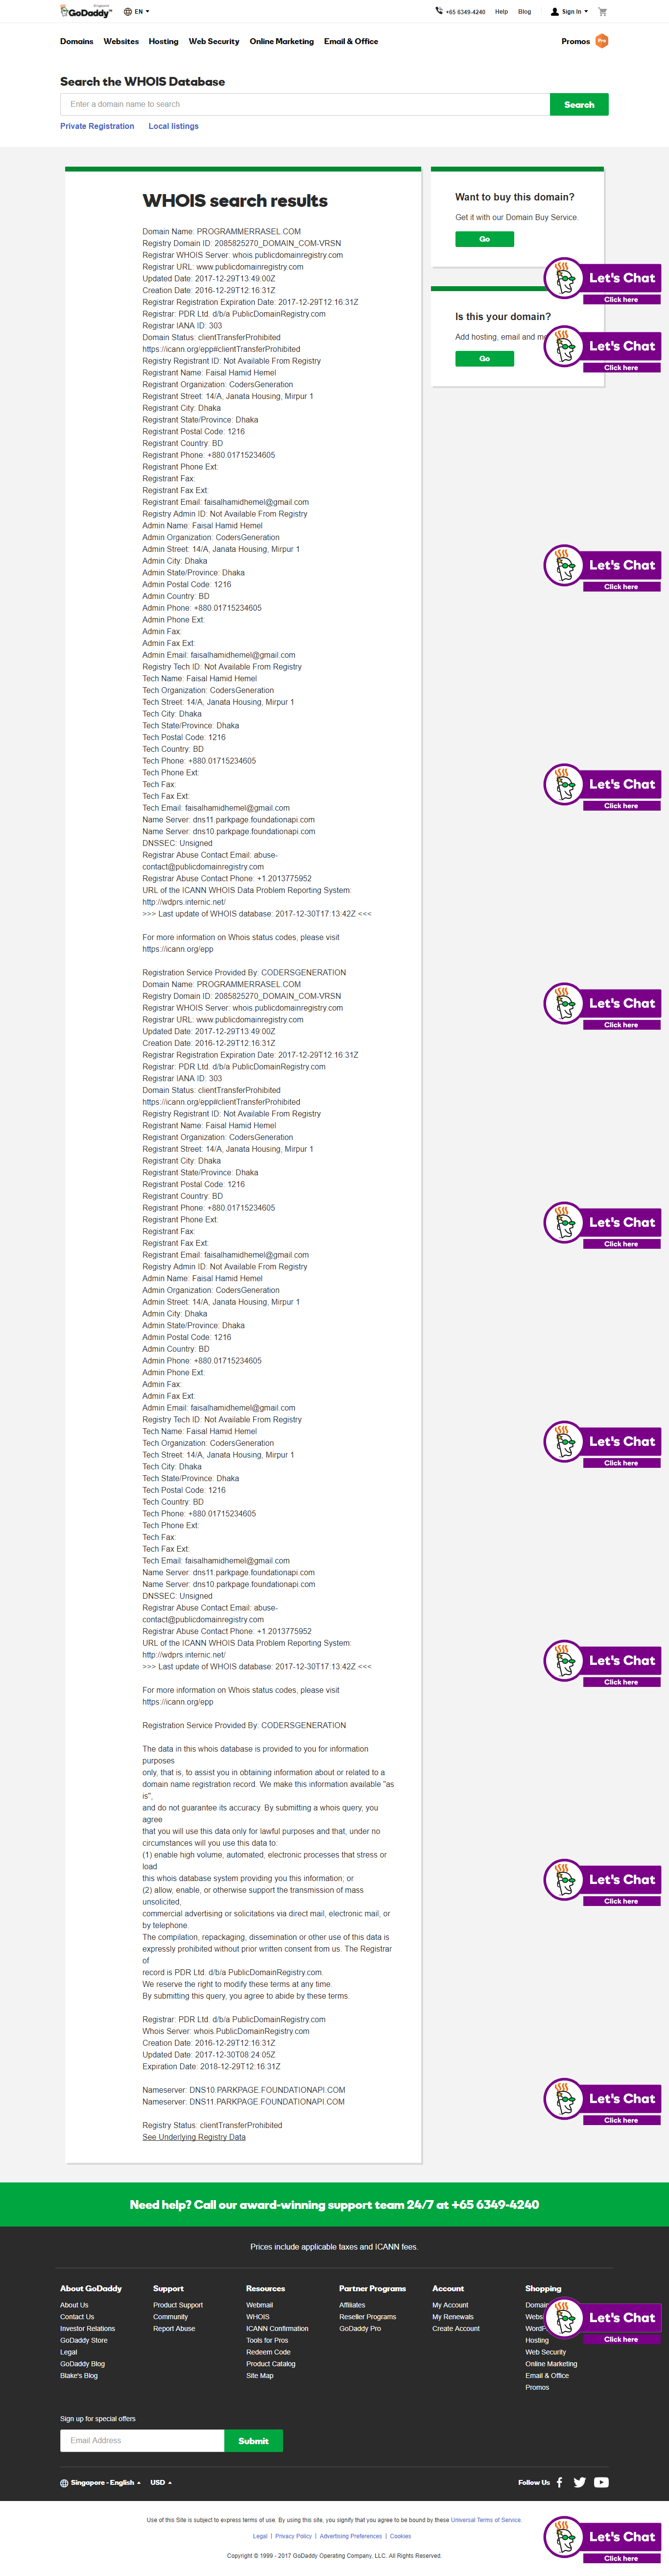 Singapore
GoDaddy™ EN +65 6349-4240 Help Blog Sign In
Domains Websites Hosting Web Security Online Marketing Email & Office Promos Pro
Search the WHOIS Database
Enter a domain name to search Search
Private Registration Local listings
WHOIS search results
Domain Name: PROGRAMMERRASEL.COM
Registry Domain ID: 2085825270_DOMAIN_COM-VRSN
Registrar WHOIS Server: whois.publicdomainregistry.com
Registrar URL: www.publicdomainregistry.com
Updated Date: 2017-12-29T13:49:00Z
Creation Date: 2016-12-29T12:16:31Z
Registrar Registration Expiration Date: 2017-12-29T12:16:31Z
Registrar: PDR Ltd. d/b/a PublicDomainRegistry.com
Registrar IANA ID: 303
Domain Status: clientTransferProhibited
https://icann.org/epp#clientTransferProhibited
Registry Registrant ID: Not Available From Registry
Registrant Name: Faisal Hamid Hemel
Registrant Organization: CodersGeneration
Registrant Street: 14/A, Janata Housing, Mirpur 1
Registrant City: Dhaka
Registrant State/Province: Dhaka
Registrant Postal Code: 1216
Registrant Country: BD
Registrant Phone: +880.01715234605
Registrant Phone Ext:
Registrant Fax:
Registrant Fax Ext:
Registrant Email: faisalhamidhemel@gmail.com
Registry Admin ID: Not Available From Registry
Admin Name: Faisal Hamid Hemel
Admin Organization: CodersGeneration
Admin Street: 14/A, Janata Housing, Mirpur 1
Admin City: Dhaka
Admin State/Province: Dhaka
Admin Postal Code: 1216
Admin Country: BD
Admin Phone: +880.01715234605
Admin Phone Ext:
Admin Fax:
Admin Fax Ext:
Admin Email: faisalhamidhemel@gmail.com
Registry Tech ID: Not Available From Registry
Tech Name: Faisal Hamid Hemel
Tech Organization: CodersGeneration
Tech Street: 14/A, Janata Housing, Mirpur 1
Tech City: Dhaka
Tech State/Province: Dhaka
Tech Postal Code: 1216
Tech Country: BD
Tech Phone: +880.01715234605
Tech Phone Ext:
Tech Fax:
Tech Fax Ext:
Tech Email: faisalhamidhemel@gmail.com
Name Server: dns11.parkpage.foundationapi.com
Name Server: dns10.parkpage.foundationapi.com
DNSSEC: Unsigned
Registrar Abuse Contact Email: abuse-
contact@publicdomainregistry.com
Registrar Abuse Contact Phone: +1.2013775952
URL of the ICANN WHOIS Data Problem Reporting System:
http://wdprs.internic.net/
>>> Last update of WHOIS database: 2017-12-30T17:13:42Z <<<
For more information on Whois status codes, please visit
https://icann.org/epp
Registration Service Provided By: CODERSGENERATION
Domain Name: PROGRAMMERRASEL.COM
Registry Domain ID: 2085825270_DOMAIN_COM-VRSN
Registrar WHOIS Server: whois.publicdomainregistry.com
Registrar URL: www.publicdomainregistry.com
Updated Date: 2017-12-29T13:49:00Z
Creation Date: 2016-12-29T12:16:31Z
Registrar Registration Expiration Date: 2017-12-29T12:16:31Z
Registrar: PDR Ltd. d/b/a PublicDomainRegistry.com
Registrar IANA ID: 303
Domain Status: clientTransferProhibited
https://icann.org/epp#clientTransferProhibited
Registry Registrant ID: Not Available From Registry
Registrant Name: Faisal Hamid Hemel
Registrant Organization: CodersGeneration
Registrant Street: 14/A, Janata Housing, Mirpur 1
Registrant City: Dhaka
Registrant State/Province: Dhaka
Registrant Postal Code: 1216
Registrant Country: BD
Registrant Phone: +880.01715234605
Registrant Phone Ext:
Registrant Fax:
Registrant Fax Ext:
Registrant Email: faisalhamidhemel@gmail.com
Registry Admin ID: Not Available From Registry
Admin Name: Faisal Hamid Hemel
Admin Organization: CodersGeneration
Admin Street: 14/A, Janata Housing, Mirpur 1
Admin City: Dhaka
Admin State/Province: Dhaka
Admin Postal Code: 1216
Admin Country: BD
Admin Phone: +880.01715234605
Admin Phone Ext:
Admin Fax:
Admin Fax Ext:
Admin Email: faisalhamidhemel@gmail.com
Registry Tech ID: Not Available From Registry
Tech Name: Faisal Hamid Hemel
Tech Organization: CodersGeneration
Tech Street: 14/A, Janata Housing, Mirpur 1
Tech City: Dhaka
Tech State/Province: Dhaka
Tech Postal Code: 1216
Tech Country: BD
Tech Phone: +880.01715234605
Tech Phone Ext:
Tech Fax:
Tech Fax Ext:
Tech Email: faisalhamidhemel@gmail.com
Name Server: dns11.parkpage.foundationapi.com
Name Server: dns10.parkpage.foundationapi.com
DNSSEC: Unsigned
Registrar Abuse Contact Email: abuse-
contact@publicdomainregistry.com
Registrar Abuse Contact Phone: +1.2013775952
URL of the ICANN WHOIS Data Problem Reporting System:
http://wdprs.internic.net/
>>> Last update of WHOIS database: 2017-12-30T17:13:42Z <<<
For more information on Whois status codes, please visit
https://icann.org/epp
Registration Service Provided By: CODERSGENERATION
The data in this whois database is provided to you for information
purposes
only, that is, to assist you in obtaining information about or related to a
domain name registration record. We make this information available "as
is",
and do not guarantee its accuracy. By submitting a whois query, you
agree
that you will use this data only for lawful purposes and that, under no
circumstances will you use this data to:
(1) enable high volume, automated, electronic processes that stress or
load
this whois database system providing you this information; or
(2) allow, enable, or otherwise support the transmission of mass
unsolicited,
commercial advertising or solicitations via direct mail, electronic mail, or
by telephone.
The compilation, repackaging, dissemination or other use of this data is
expressly prohibited without prior written consent from us. The Registrar
of
record is PDR Ltd. d/b/a PublicDomainRegistry.com.
We reserve the right to modify these terms at any time.
By submitting this query, you agree to abide by these terms.
Registrar: PDR Ltd. d/b/a PublicDomainRegistry.com
Whois Server: whois.PublicDomainRegistry.com
Creation Date: 2016-12-29T12:16:31Z
Updated Date: 2017-12-30T08:24:05Z
Expiration Date: 2018-12-29T12:16:31Z
Nameserver: DNS10.PARKPAGE.FOUNDATIONAPI.COM
Nameserver: DNS11.PARKPAGE.FOUNDATIONAPI.COM
Registry Status: clientTransferProhibited
See Underlying Registry Data
Want to buy this domain?
Get it with our Domain Buy Service.
Go
Let's Chat
Click here
Is this your domain?
Add hosting, email and mo
Go
Let's Chat
Click here
Let's Chat
Click here
Let's Chat
Click here
Let's Chat
Click here
Let's Chat
Click here
Let's Chat
Click here
Let's Chat
Click here
Let's Chat
Click here
Let's Chat
Click here
Need help? Call our award-winning support team 24/7 at +65 6349-4240
Prices include applicable taxes and ICANN fees.
About GoDaddy
About Us
Contact Us
Investor Relations
GoDaddy Store
Legal
GoDaddy Blog
Blake's Blog
Support
Product Support
Community
Report Abuse
Resources
Webmail
WHOIS
ICANN Confirmation
Tools for Pros
Redeem Code
Product Catalog
Site Map
Partner Programs
Affiliates
Reseller Programs
GoDaddy Pro
Account
My Account
My Renewals
Create Account
Shopping
Domain
Webs
WordP
Hosting
Web Security
Online Marketing
Email & Office
Promos
Let's Chat
Click here
Sign up for special offers
Email Address Submit
Singapore - English USD Follow Us
Use of this Site is subject to express terms of use. By using this site, you signify that you agree to be bound by these Universal Terms of Service.
Legal | Privacy Policy | Advertising Preferences | Cookies
Copyright © 1999 - 2017 GoDaddy Operating Company, LLC. All Rights Reserved.
Let's Chat
Click here